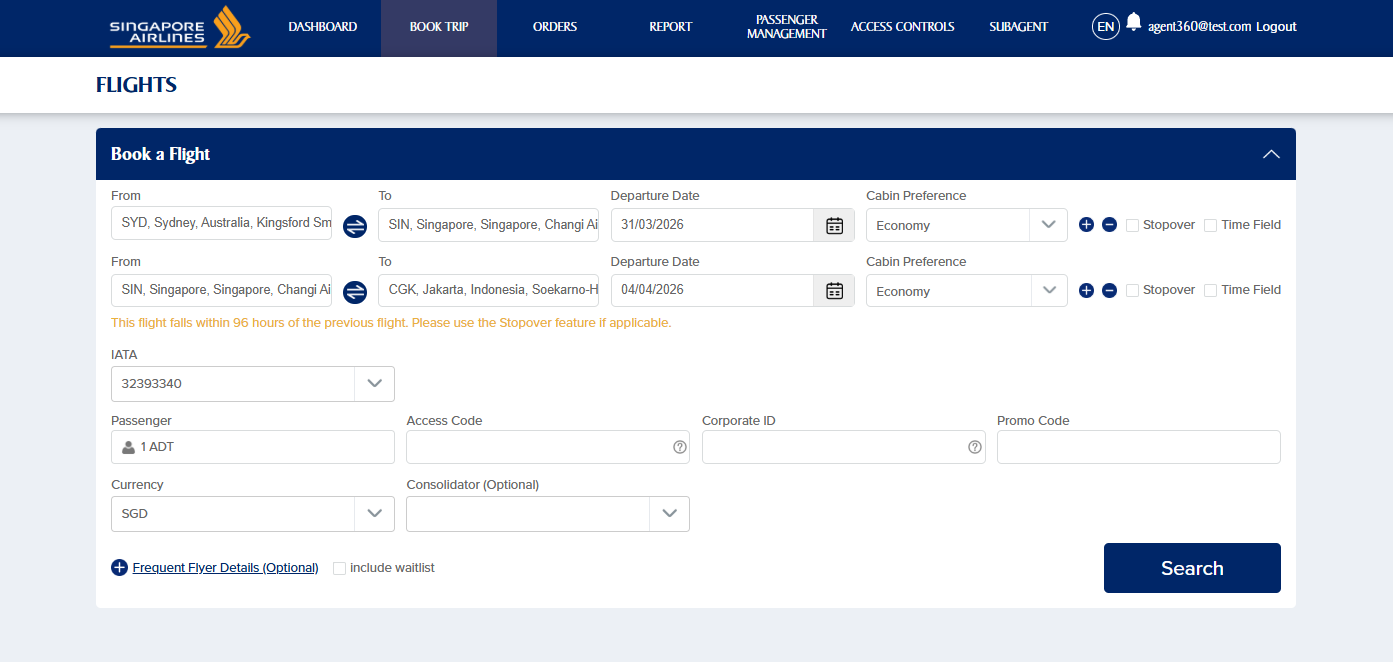 SINGAPORE
AIRLINES
DASHBOARD
BOOK TRIP
ORDERS
REPORT
PASSENGER
MANAGEMENT
ACCESS CONTROLS
SUBAGENT
EN
agent360@test.com Logout
FLIGHTS
Book a Flight
From
To
Departure Date
Cabin Preference
SYD, Sydney, Australia, Kingsford Sm
SIN, Singapore, Singapore, Changi Ai
31/03/2026
Economy
Stopover
Time Field
From
To
Departure Date
Cabin Preference
SIN, Singapore, Singapore, Changi Ai
CGK, Jakarta, Indonesia, Soekarno-H
04/04/2026
Economy
Stopover
Time Field
This flight falls within 96 hours of the previous flight. Please use the Stopover feature if applicable.
IATA
32393340
Passenger
Access Code
Corporate ID
Promo Code
1 ADT
Currency
Consolidator (Optional)
SGD
Frequent Flyer Details (Optional)
include waitlist
Search